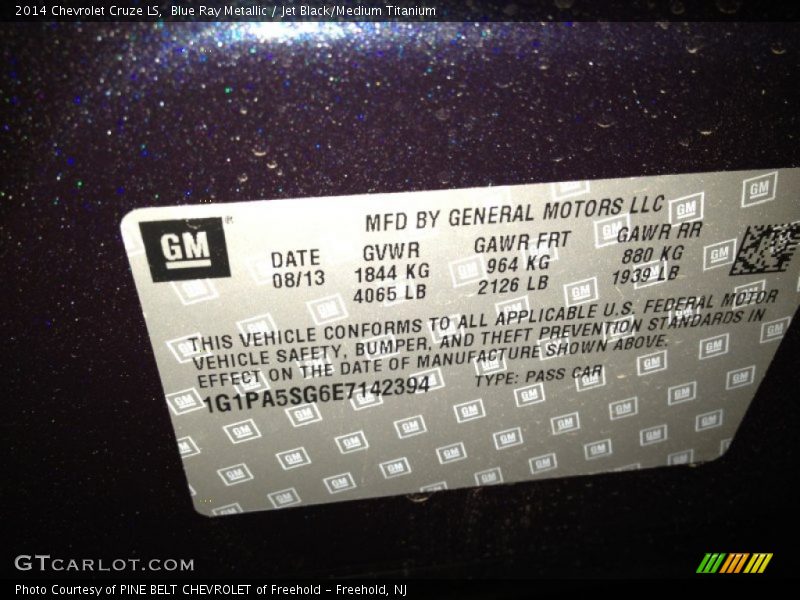 2014 Chevrolet Cruze LS,  Blue Ray Metallic / Jet Black/Medium Titanium
GM
®
MFD BY GENERAL MOTORS LLC
DATE GVWR GAWR FRT GAWR RR
08/13 1844 KG 964 KG 880 KG
4065 LB 2126 LB 1939 LB
THIS VEHICLE CONFORMS TO ALL APPLICABLE U.S. FEDERAL MOTOR
VEHICLE SAFETY, BUMPER, AND THEFT PREVENTION STANDARDS IN
EFFECT ON THE DATE OF MANUFACTURE SHOWN ABOVE.
1G1PA5SG6E7142394 TYPE: PASS CAR
GTCARLOT.COM
Photo Courtesy of PINE BELT CHEVROLET of Freehold - Freehold, NJ